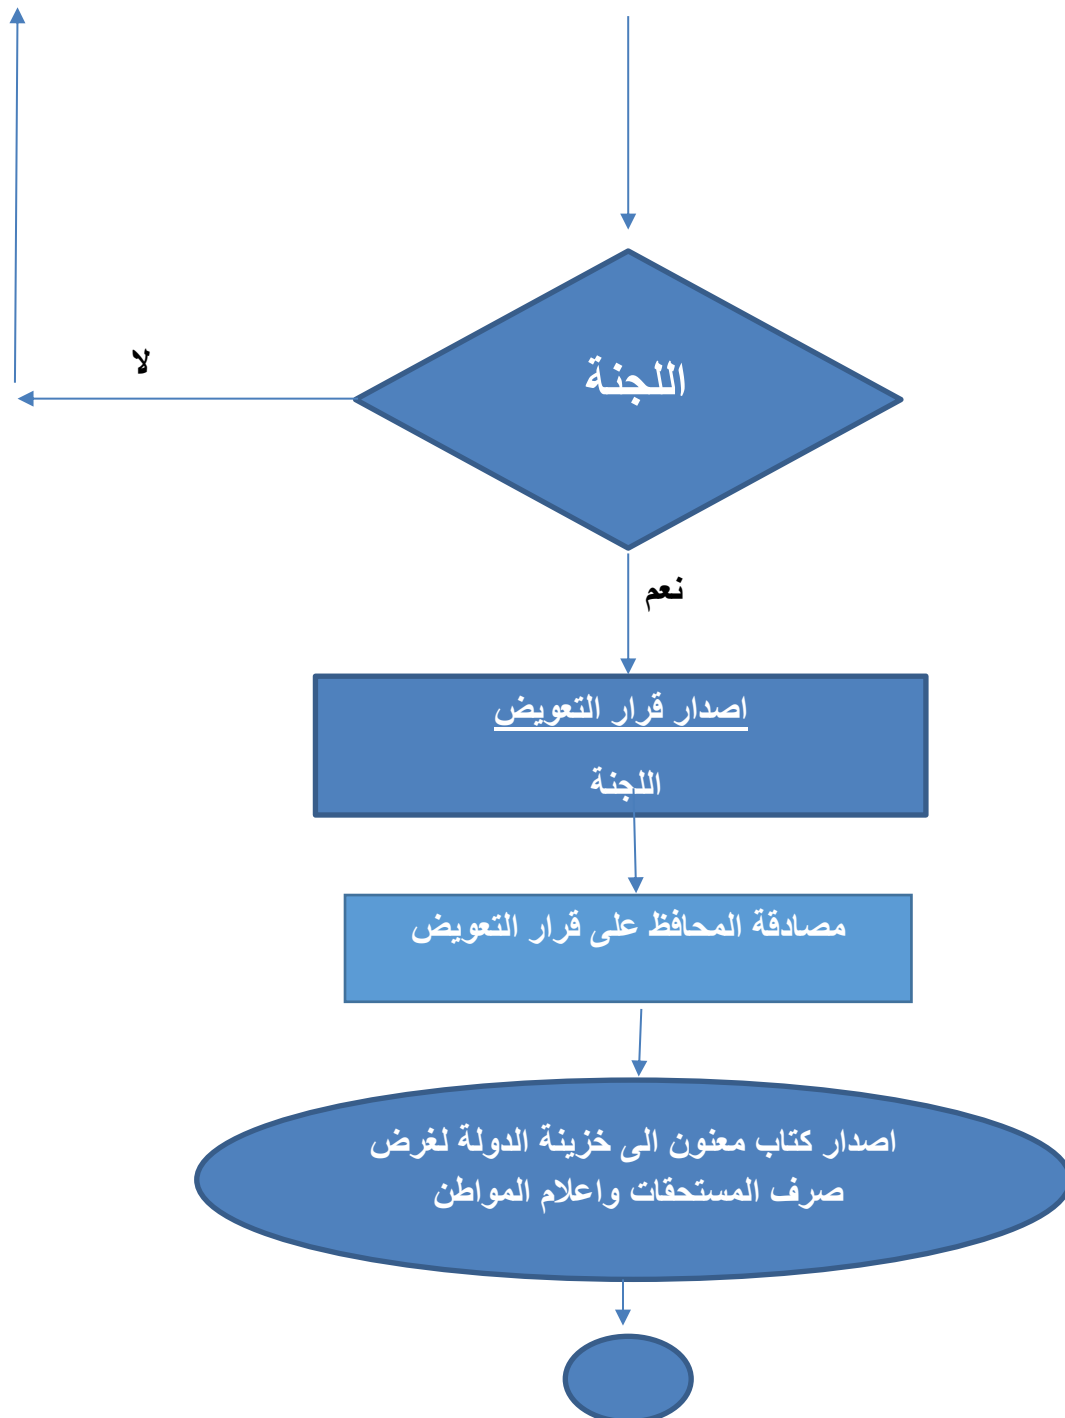 اللجنة
لا
نعم
اصدار قرار التعويض
اللجنة
مصادقة المحافظ على قرار التعويض
اصدار كتاب معنون الى خزينة الدولة لغرض
صرف المستحقات واعلام المواطن